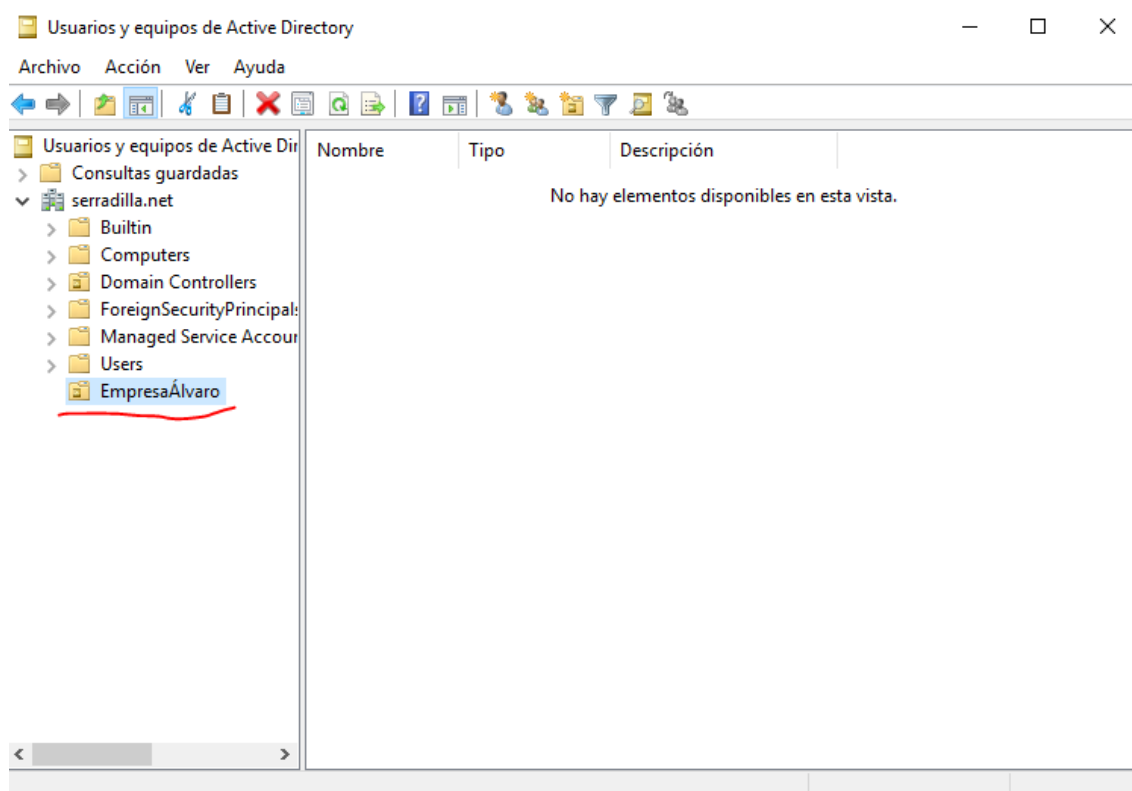 Usuarios y equipos de Active Directory
Archivo Acción Ver Ayuda
Usuarios y equipos de Active Dir
Consultas guardadas
serradilla.net
Builtin
Computers
Domain Controllers
ForeignSecurityPrincipals
Managed Service Accour
Users
EmpresaÁlvaro
Nombre Tipo Descripción
No hay elementos disponibles en esta vista.